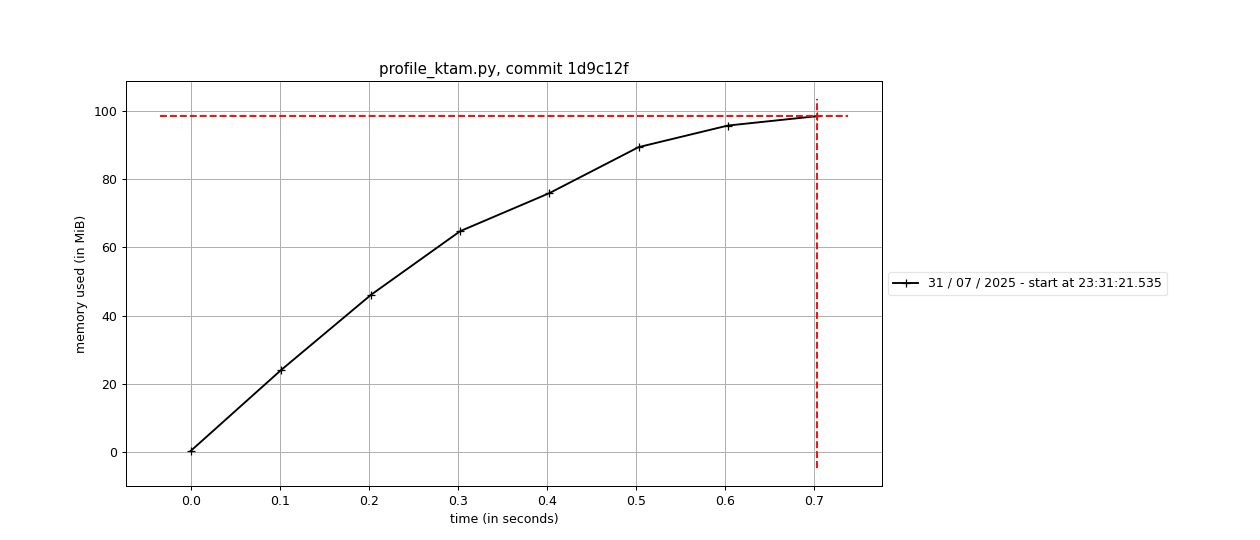 profile_ktam.py, commit 1d9c12f
memory used (in MiB)
100
80
60
40
20
0
0.0 0.1 0.2 0.3 0.4 0.5 0.6 0.7
time (in seconds)
31 / 07 / 2025 - start at 23:31:21.535